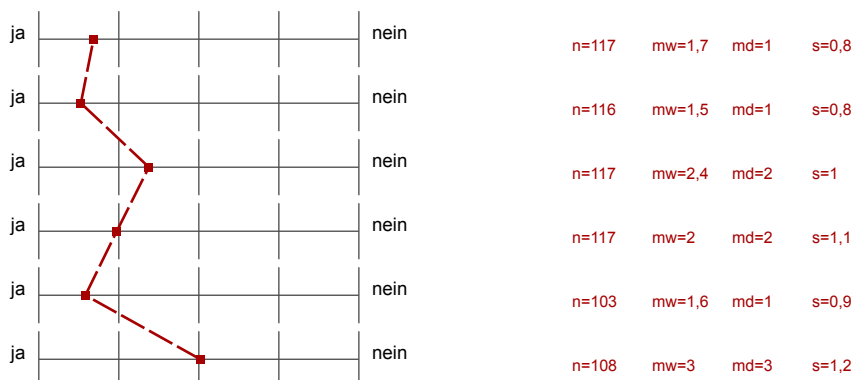 ja nein n=117 mw=1,7 md=1 s=0,8
ja nein n=116 mw=1,5 md=1 s=0,8
ja nein n=117 mw=2,4 md=2 s=1
ja nein n=117 mw=2 md=2 s=1,1
ja nein n=103 mw=1,6 md=1 s=0,9
ja nein n=108 mw=3 md=3 s=1,2